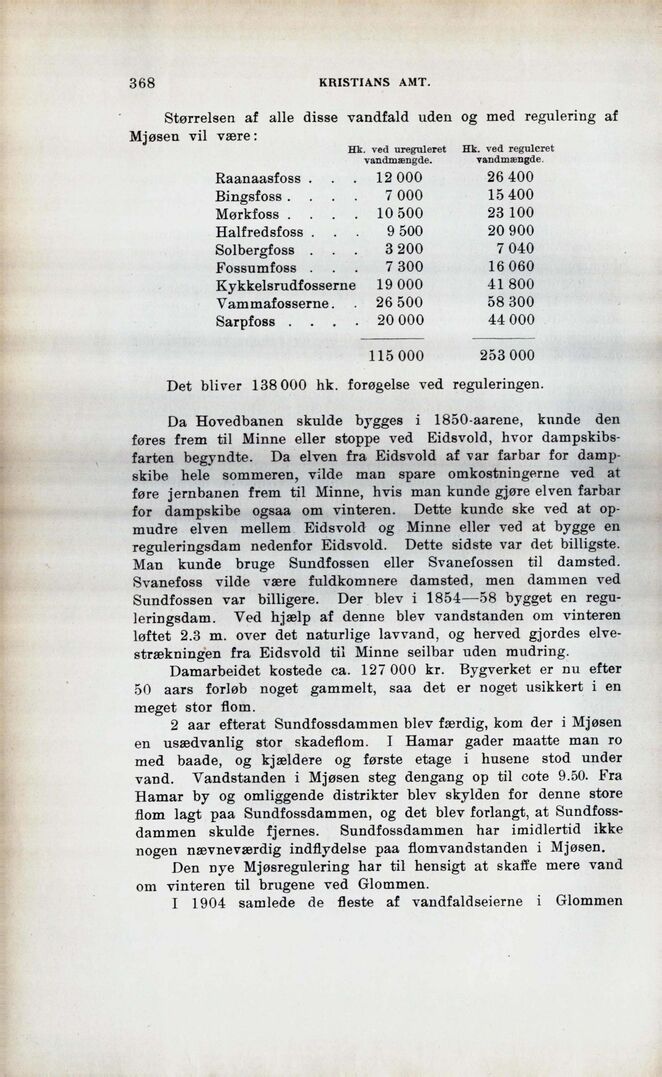 368 KRISTIANS AMT.
Størrelsen af alle disse vandfald uden og med regulering af
Mjøsen vil være:
Hk. ved ureguleret Hk. ved reguleret
vandmængde. vandmængde.
Raanaasfoss . . . 12 000 26 400
Bingsfoss . . . . 7 000 15 400
Mørkfoss . . . . 10 500 23 100
Halfredsfoss . . . 9 500 20 900
Solbergfoss . . . 3 200 7 040
Fossumfoss . . . 7 300 16 060
Kykkelsrudfosserne 19 000 41 800
Vammafosserne. . 26 500 58 300
Sarpfoss . . . . 20 000 44 000
115 000 253 000
Det bliver 138 000 hk. forøgelse ved reguleringen.
Da Hovedbanen skulde bygges i 1850-aarene, kunde den
føres frem til Minne eller stoppe ved Eidsvold, hvor dampskibs-
farten begyndte. Da elven fra Eidsvold af var farbar for damp-
skibe hele sommeren, vilde man spare omkostningerne ved at
føre jernbanen frem til Minne, hvis man kunde gjøre elven farbar
for dampskibe ogsaa om vinteren. Dette kunde ske ved at op-
mudre elven mellem Eidsvold og Minne eller ved at bygge en
reguleringsdam nedenfor Eidsvold. Dette sidste var det billigste.
Man kunde bruge Sundfossen eller Svanefossen til damsted.
Svanefoss vilde være fuldkomnere damsted, men dammen ved
Sundfossen var billigere. Der blev i 1854—58 bygget en regu-
leringsdam. Ved hjælp af denne blev vandstanden om vinteren
løftet 2.3 m. over det naturlige lavvand, og herved gjordes elve-
strækningen fra Eidsvold til Minne seilbar uden mudring.
Damarbeidet kostede ca. 127 000 kr. Bygverket er nu efter
50 aars forløb noget gammelt, saa det er noget usikkert i en
meget stor flom.
2 aar efterat Sundfossdammen blev færdig, kom der i Mjøsen
en usædvanlig stor skadeflom. I Hamar gader maatte man ro
med baade, og kjældere og første etage i husene stod under
vand. Vandstanden i Mjøsen steg dengang op til cote 9.50. Fra
Hamar by og omliggende distrikter blev skylden for denne store
flom lagt paa Sundfossdammen, og det blev forlangt, at Sundfoss-
dammen skulde fjernes. Sundfossdammen har imidlertid ikke
nogen nævneværdig indflydelse paa flomvandstanden i Mjøsen.
Den nye Mjøsregulering har til hensigt at skaffe mere vand
om vinteren til brugene ved Glommen.
I 1904 samlede de fleste af vandfaldseierne i Glommen